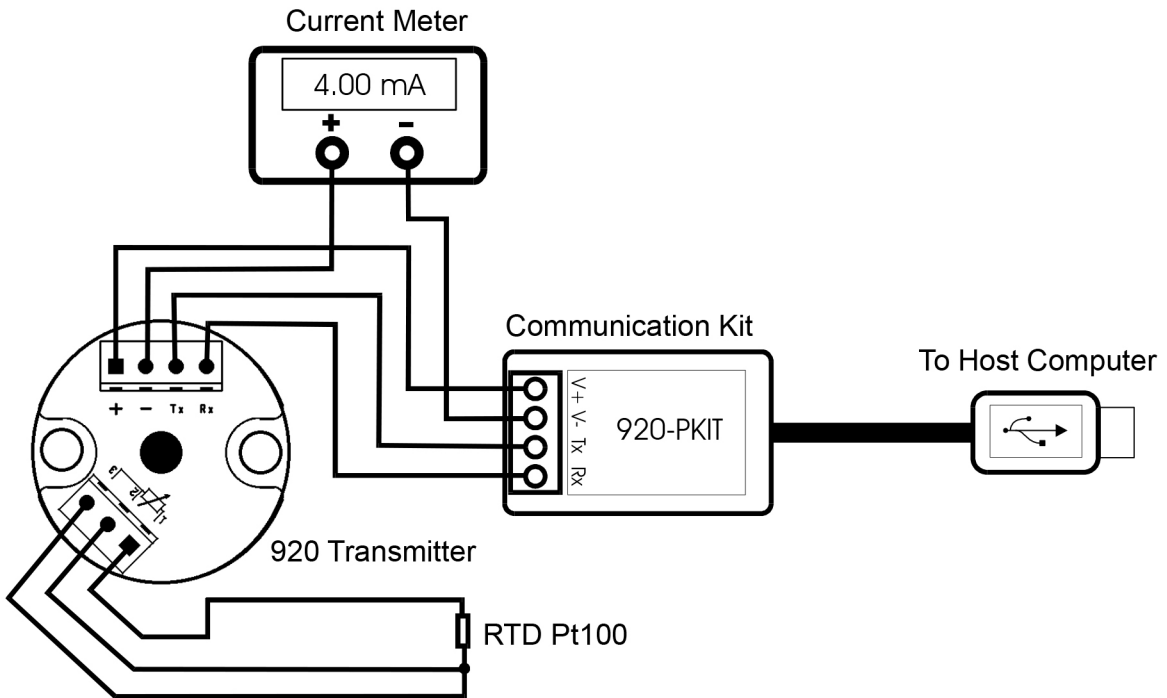 Current Meter
4.00 mA
+ -
Communication Kit
V+
V-
Tx
Rx
920-PKIT
To Host Computer
+ - Tx Rx
3
2
1
920 Transmitter
RTD Pt100